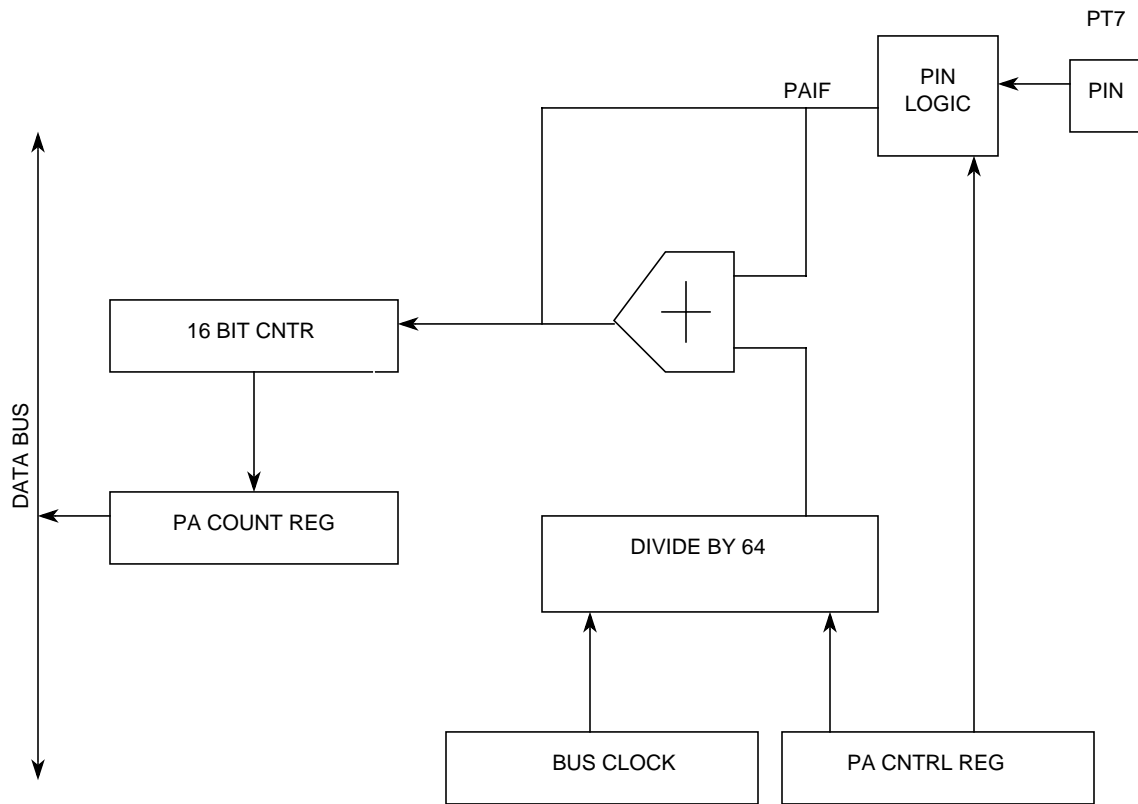 PT7
PIN
LOGIC
PIN
PAIF
16 BIT CNTR
DATA BUS
PA COUNT REG
DIVIDE BY 64
BUS CLOCK
PA CNTRL REG